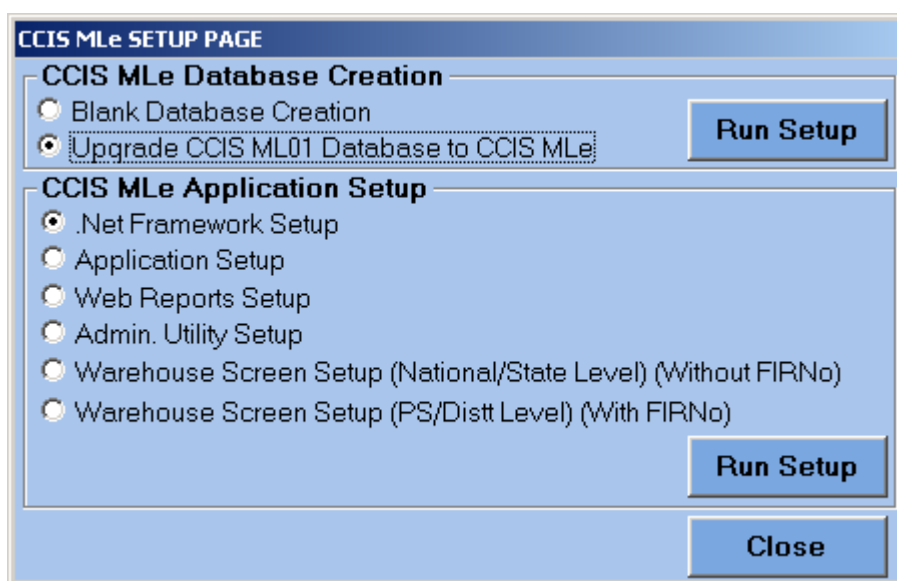 CCIS MLe SETUP PAGE
CCIS MLe Database Creation
Blank Database Creation
Upgrade CCIS ML01 Database to CCIS MLe
Run Setup
CCIS MLe Application Setup
.Net Framework Setup
Application Setup
Web Reports Setup
Admin. Utility Setup
Warehouse Screen Setup (National/State Level) (Without FIRNo)
Warehouse Screen Setup (PS/Distt Level) (With FIRNo)
Run Setup
Close